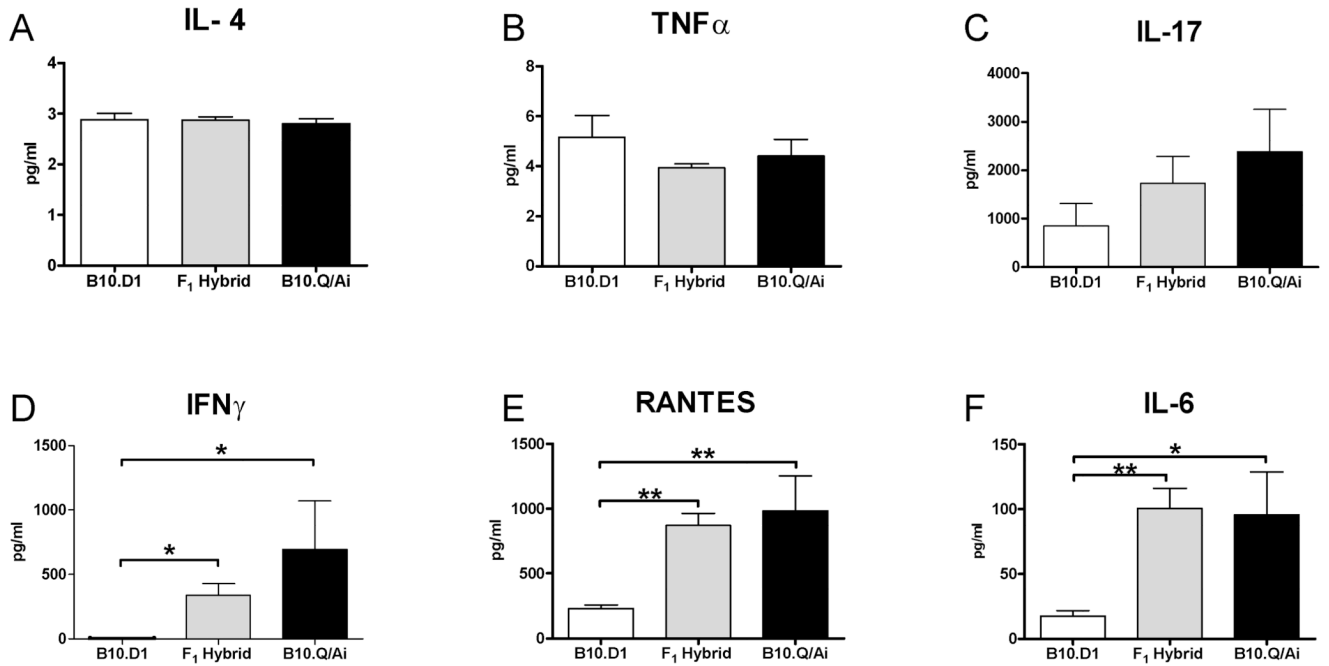 A
IL- 4
pg/ml
4
3
2
1
0
B10.D1
F₁ Hybrid
B10.Q/Ai
B
TNFα
pg/ml
8
6
4
2
0
B10.D1
F₁ Hybrid
B10.Q/Ai
C
IL-17
pg/ml
4000
3000
2000
1000
0
B10.D1
F₁ Hybrid
B10.Q/Ai
D
IFNγ
pg/ml
1500
1000
500
0
*
*
B10.D1
F₁ Hybrid
B10.Q/Ai
E
RANTES
pg/ml
1500
1000
500
0
**
**
B10.D1
F₁ Hybrid
B10.Q/Ai
F
IL-6
pg/ml
150
100
50
0
*
**
B10.D1
F₁ Hybrid
B10.Q/Ai